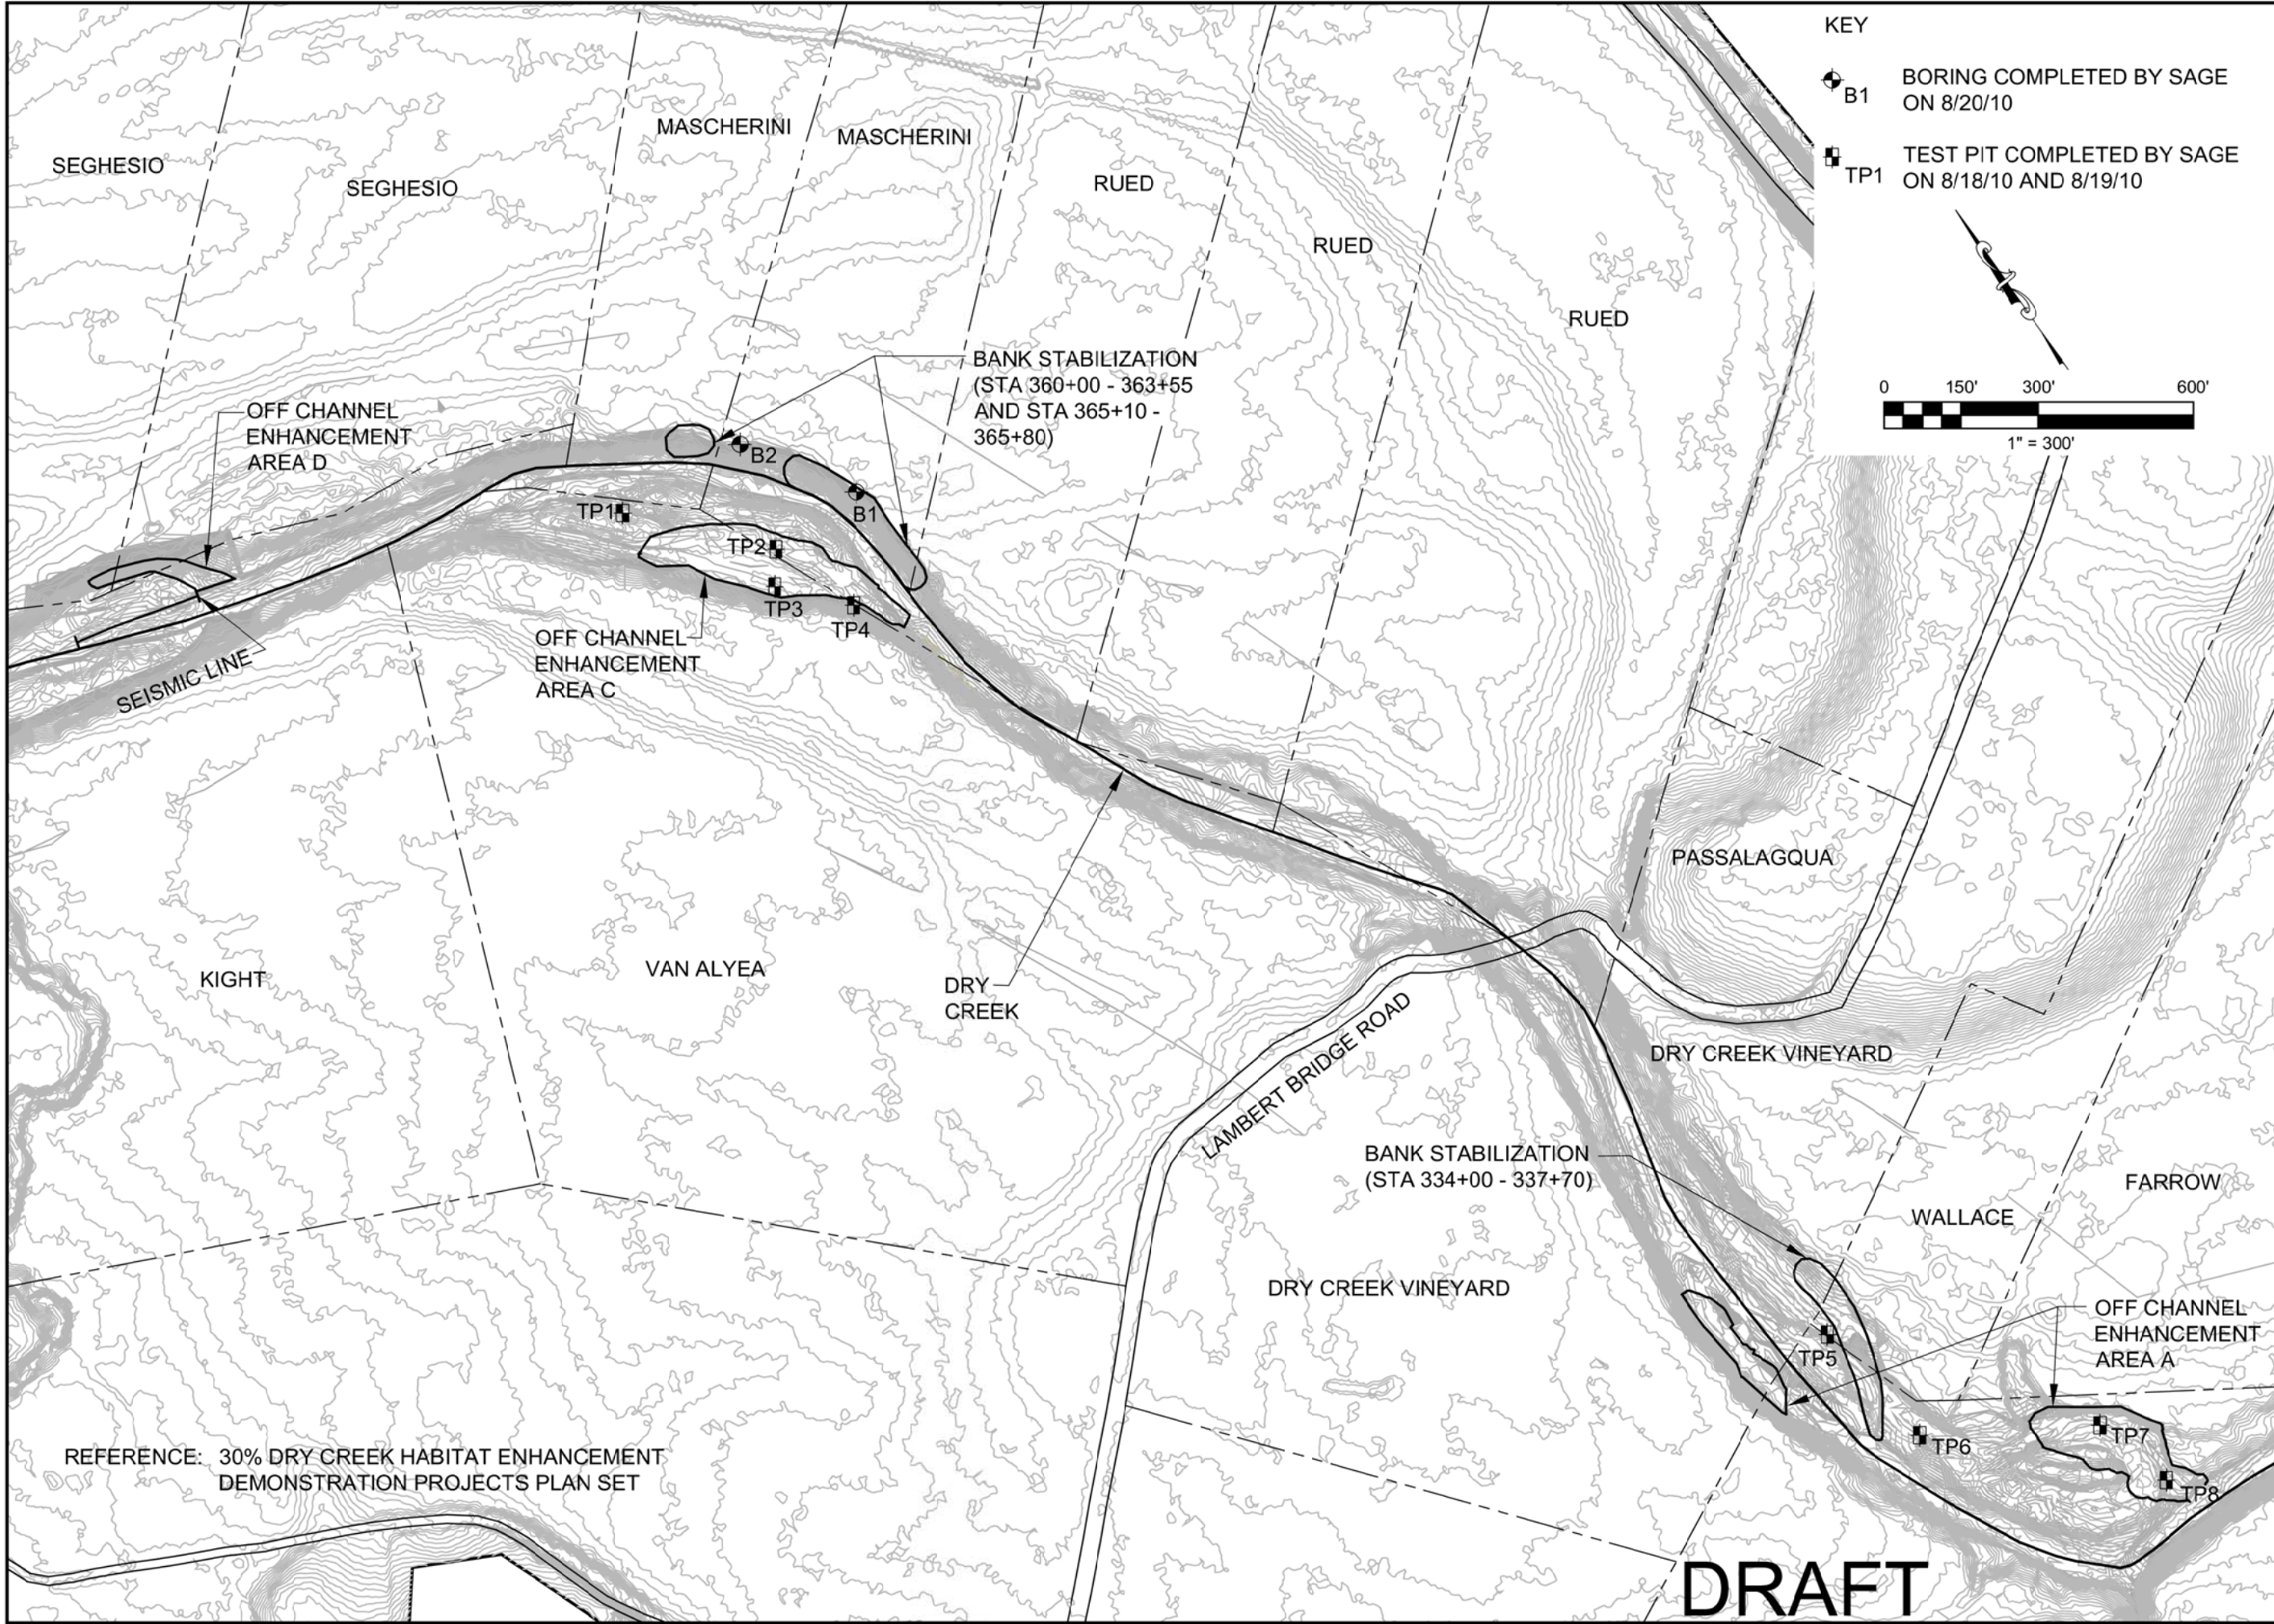 KEY
B1
BORING COMPLETED BY SAGE
ON 8/20/10
TP1
TEST PIT COMPLETED BY SAGE
ON 8/18/10 AND 8/19/10
0 150' 300' 600'
1" = 300'
SEGHESIO
SEGHESIO
MASCHERINI
MASCHERINI
RUED
RUED
RUED
BANK STABILIZATION
(STA 360+00 - 363+55
AND STA 365+10 -
365+80)
OFF CHANNEL
ENHANCEMENT
AREA D
B2
B1
TP1
TP2
TP3
TP4
OFF CHANNEL
ENHANCEMENT
AREA C
SEISMIC LINE
PASSALAGQUA
KIGHT
VAN ALYEA
DRY
CREEK
LAMBERT BRIDGE ROAD
DRY CREEK VINEYARD
BANK STABILIZATION
(STA 334+00 - 337+70)
FARROW
WALLACE
DRY CREEK VINEYARD
OFF CHANNEL
ENHANCEMENT
AREA A
TP5
TP6
TP7
TP8
REFERENCE: 30% DRY CREEK HABITAT ENHANCEMENT
DEMONSTRATION PROJECTS PLAN SET
DRAFT